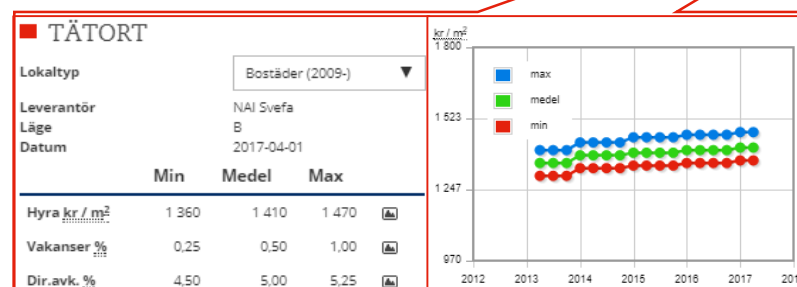 TÄTORT
Lokaltyp Bostäder (2009-)
Leverantör NAI Svefa
Läge B
Datum 2017-04-01
Min Medel Max
Hyra kr / m² 1 360 1 410 1 470
Vakanser % 0,25 0,50 1,00
Dir.avk. % 4,50 5,00 5,25
kr / m²
1 800
max
medel
1 523
min
1 247
970
2012 2013 2014 2015 2016 2017